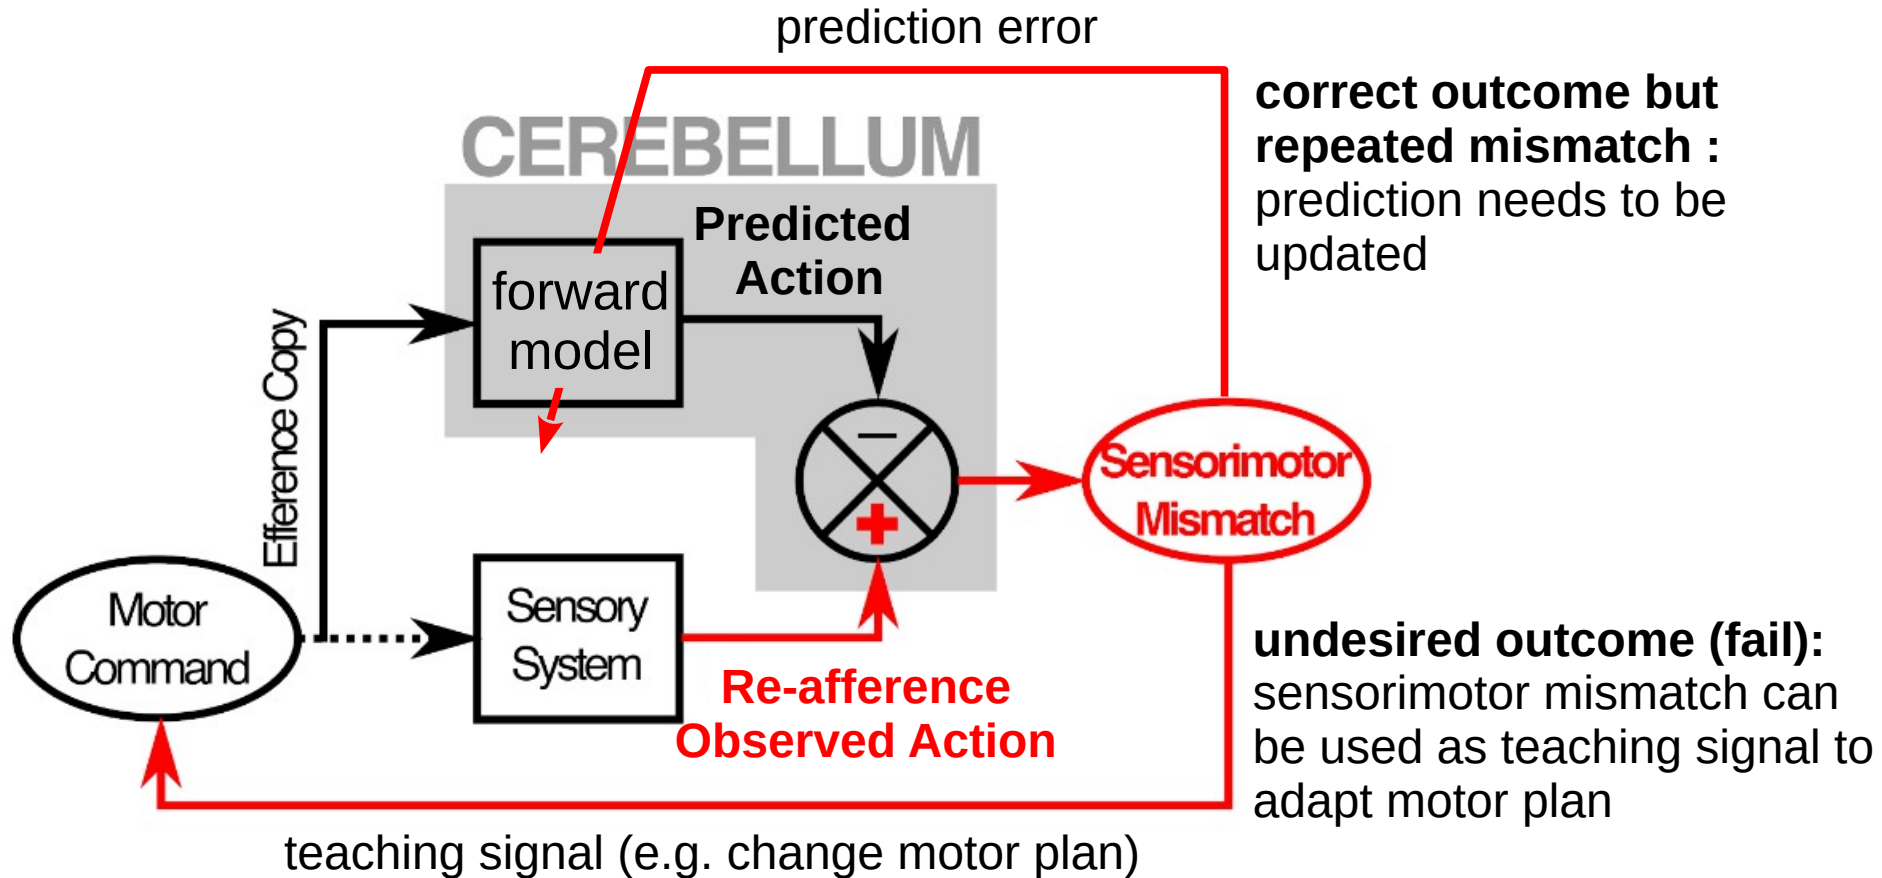 prediction error
correct outcome but
repeated mismatch :
prediction needs to be
updated
CEREBELLUM
Predicted
Action
forward
model
Efference Copy
−
+
Sensorimotor
Mismatch
Motor
Command
Sensory
System
Re-afference
Observed Action
undesired outcome (fail):
sensorimotor mismatch can
be used as teaching signal to
adapt motor plan
teaching signal (e.g. change motor plan)